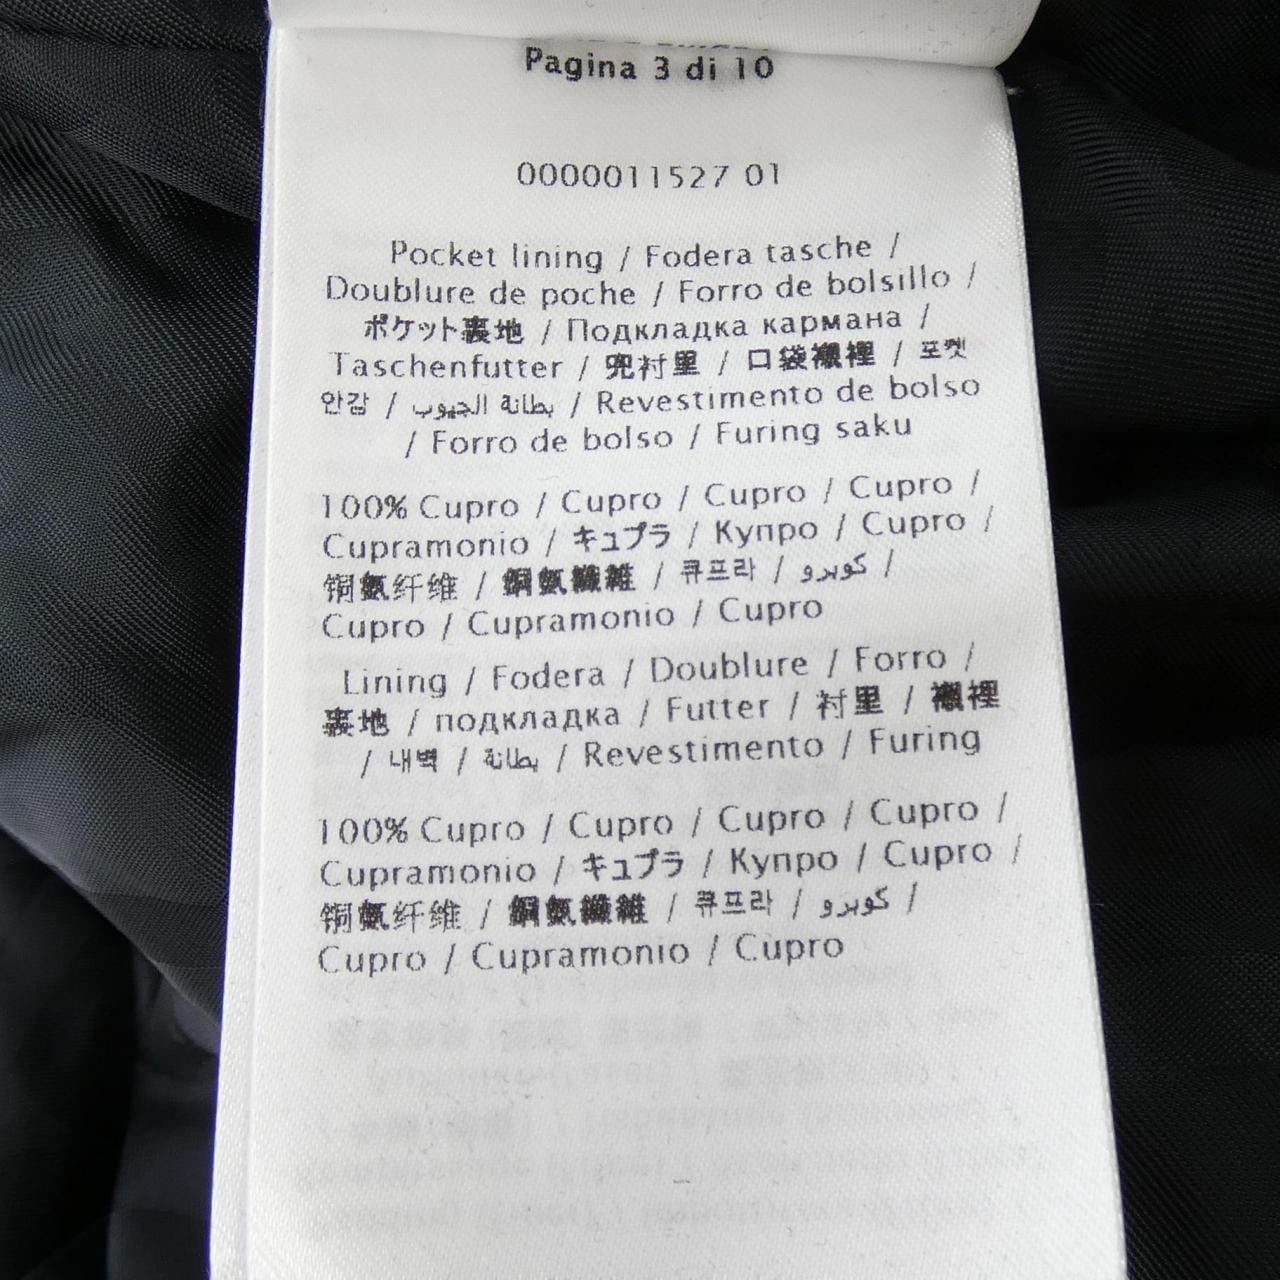 Pagina 3 di 10
0000011527 01
Pocket lining / Fodera tasche /
Doublure de poche / Forro de bolsillo /
ポケット裏地 / Подкладка кармана /
Taschenfutter / 兜衬里 / 口袋襯裡 / 포켓
안감 / بطانة الجيوب / Revestimento de bolso
/ Forro de bolso / Furing saku
100% Cupro / Cupro / Cupro / Cupro /
Cupramonio / キュプラ / Купро / Cupro /
铜氨纤维 / 銅氨纖維 / 큐프라 / كوبرو /
Cupro / Cupramonio / Cupro
Lining / Fodera / Doublure / Forro /
裏地 / подкладка / Futter / 衬里 / 襯裡
/ 내벽 / بطانة / Revestimento / Furing
100% Cupro / Cupro / Cupro / Cupro /
Cupramonio / キュプラ / Купро / Cupro /
铜氨纤维 / 銅氨纖維 / 큐프라 / كوبرو /
Cupro / Cupramonio / Cupro